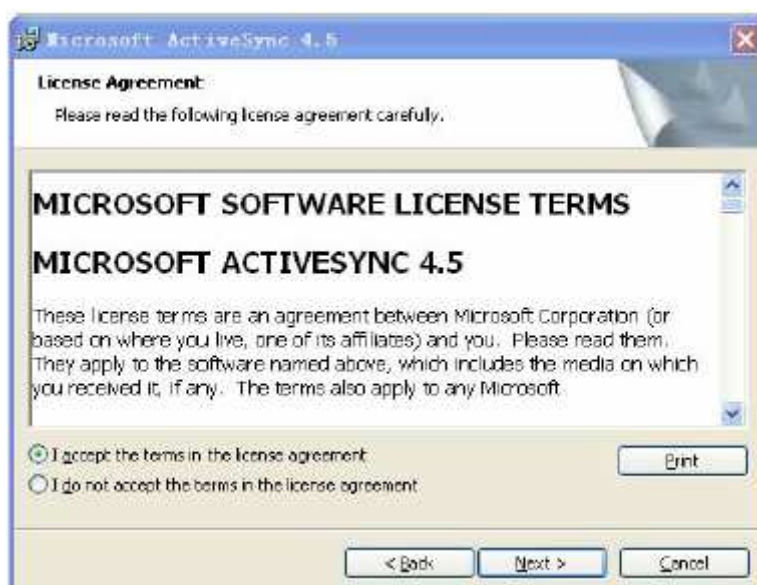 Microsoft ActiveSync 4.5
License Agreement
Please read the following license agreement carefully.
MICROSOFT SOFTWARE LICENSE TERMS
MICROSOFT ACTIVESYNC 4.5
These license terms are an agreement between Microsoft Corporation (or
based on where you live, one of its affiliates) and you.  Please read them.
They apply to the software named above, which includes the media on which
you received it, if any.  The terms also apply to any Microsoft
I accept the terms in the license agreement
Print
I do not accept the terms in the license agreement
< Back
Next >
Cancel